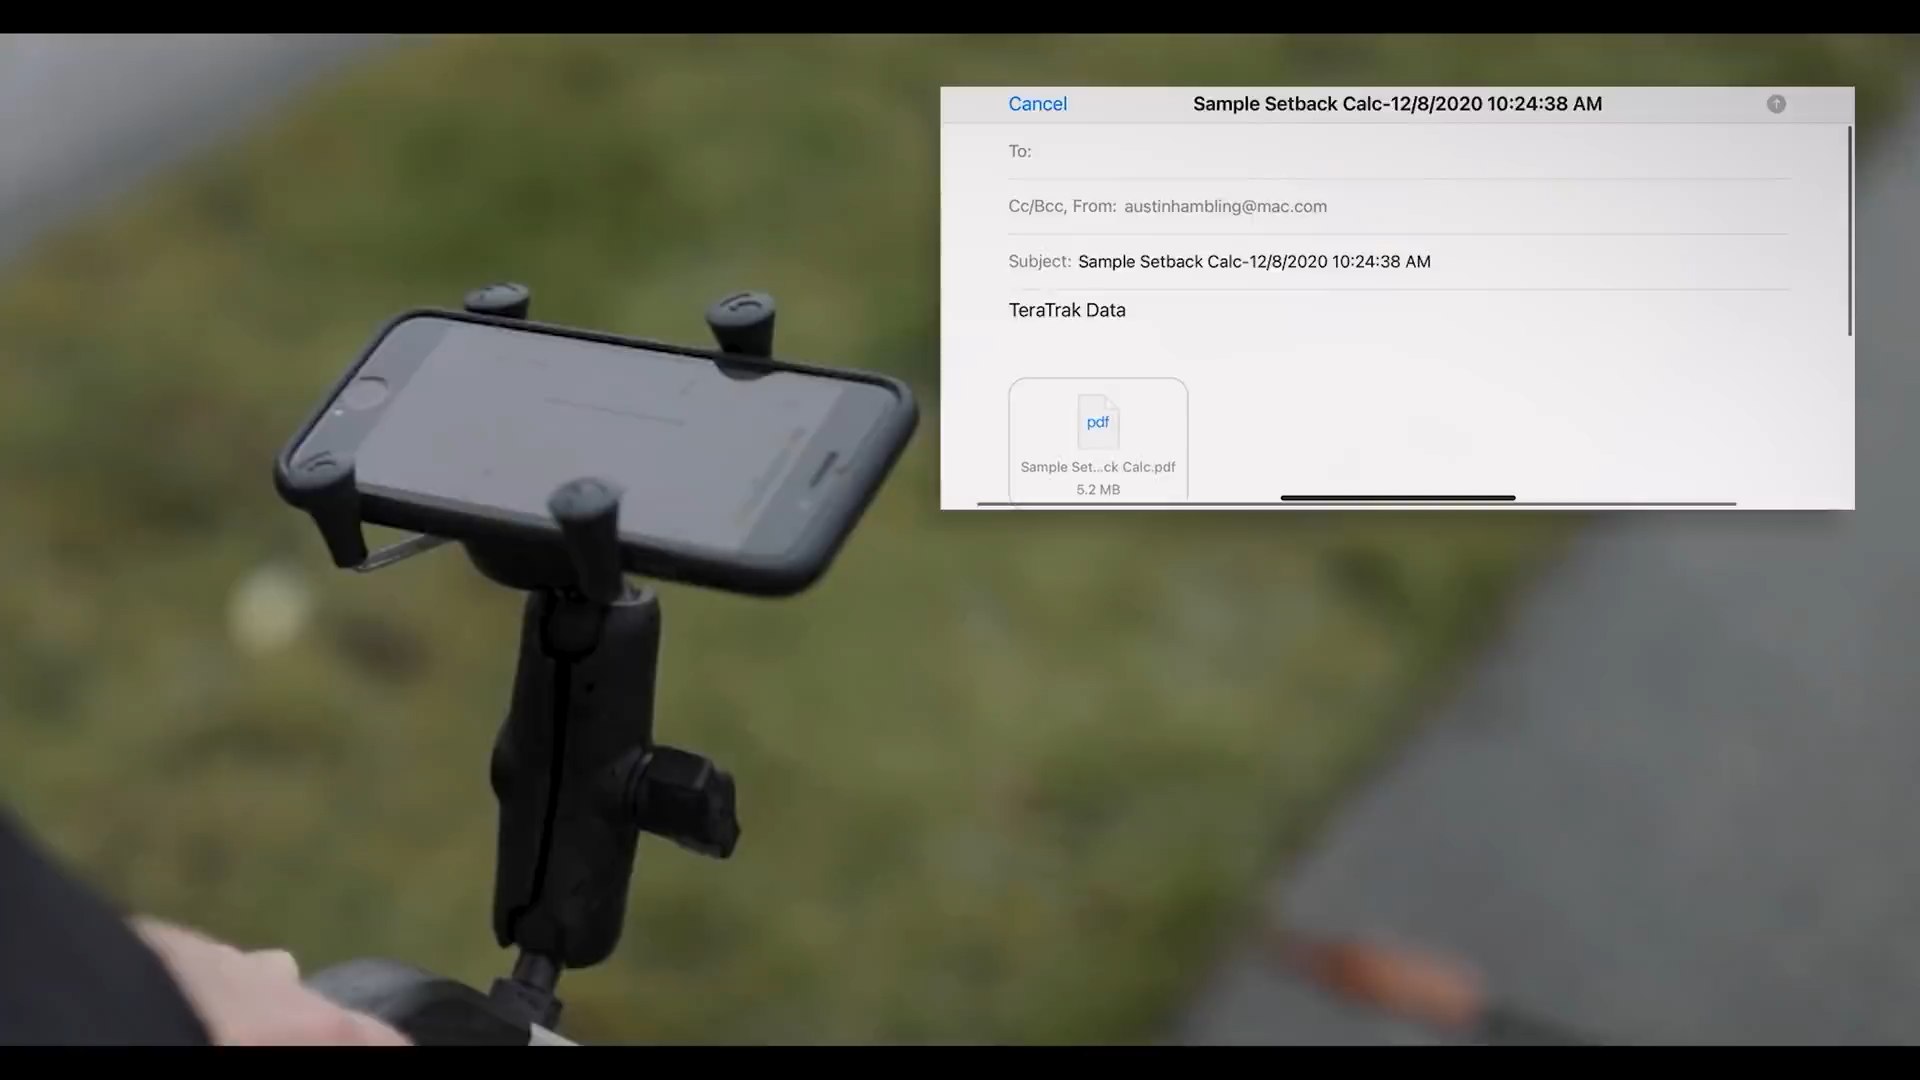 Cancel
Sample Setback Calc-12/8/2020 10:24:38 AM
To:
Cc/Bcc, From: austinhambling@mac.com
Subject: Sample Setback Calc-12/8/2020 10:24:38 AM
TeraTrak Data
pdf
Sample Set...ck Calc.pdf
5.2 MB